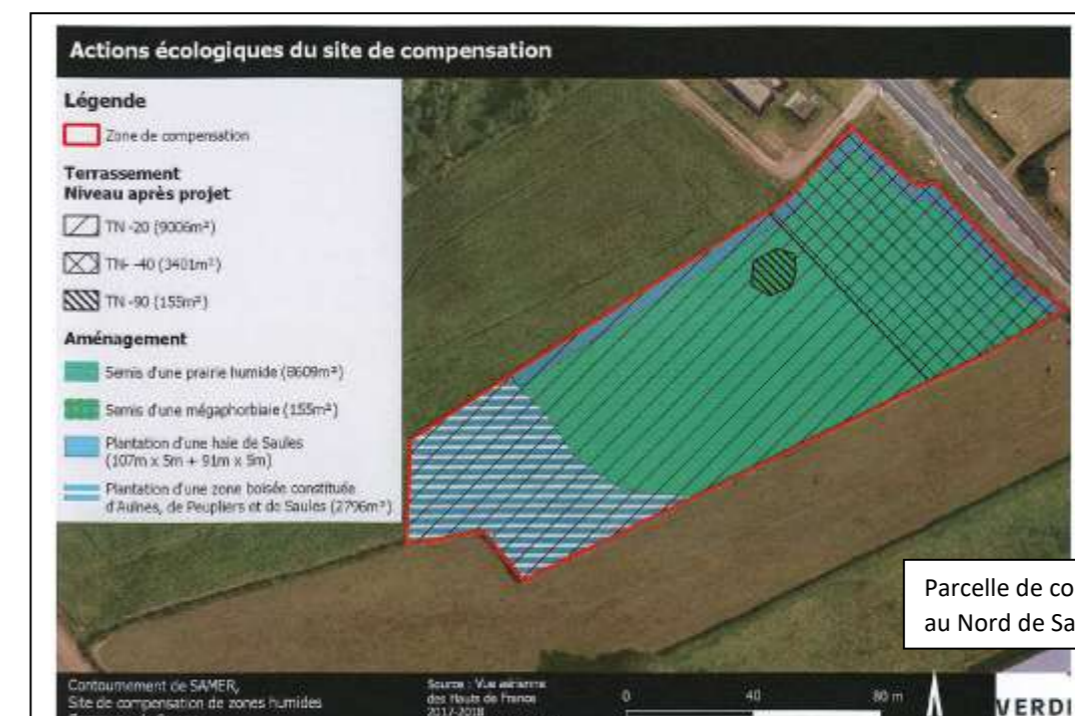 Actions écologiques du site de compensation
Légende
Zone de compensation
Terrassement
Niveau après projet
TN -20 (9006m²)
TN- -40 (3401m²)
TN -90 (155m²)
Aménagement
Semis d'une prairie humide (8609m²)
Semis d'une mégaphorbiaie (155m²)
Plantation d'une haie de Saules
(107m x 5m + 91m x 5m)
Plantation d'une zone boisée constituée
d'Aulnes, de Peupliers et de Saules (2796m²)
Parcelle de co
au Nord de Sa
Contournement de SAMER,
Site de compensation de zones humides
Source : Vue aérienne
des Hauts de France
2017-2018
0 40 80 m
VERDI